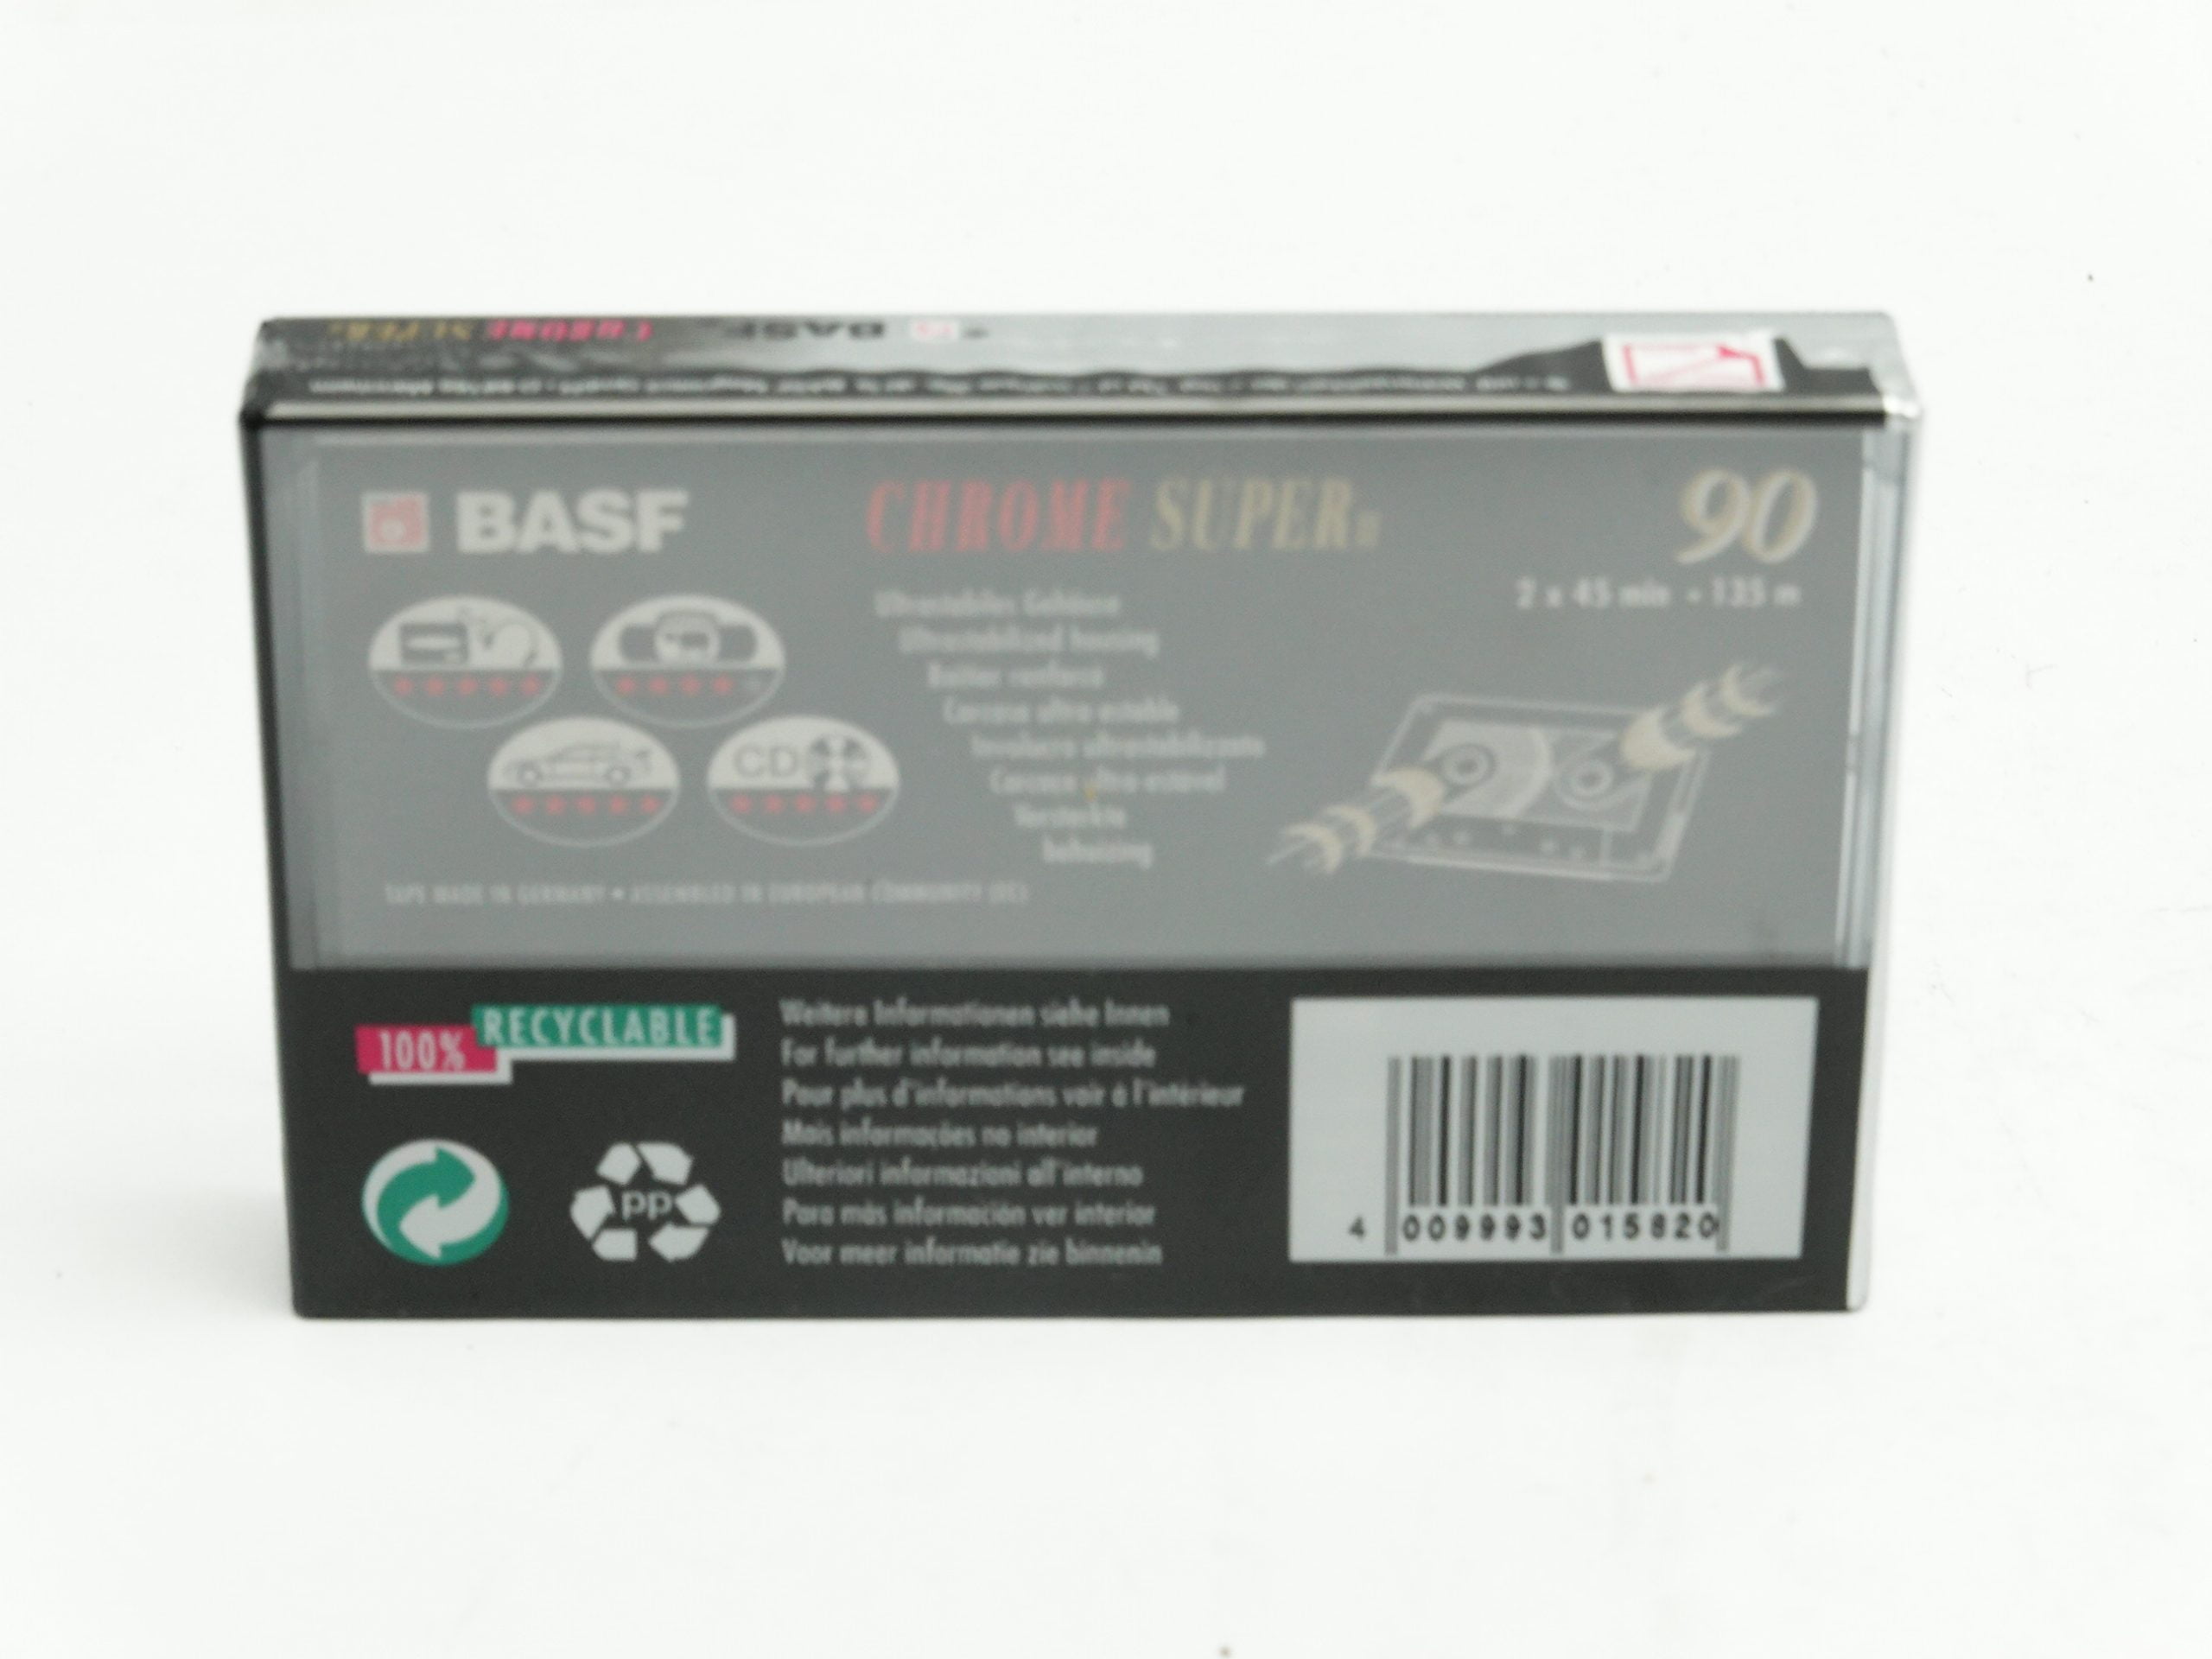 CHROME SUPER BASF
BASF
CHROME SUPER II
90
2 x 45 min • 135 m
Ultrastabiles Gehäuse
Ultrastabilized housing
Boîtier renforcé
Carcasa ultra estable
Involucro ultrastabilizzato
Carcaça ultra-estável
Versterkte
behuizing
CD
TAPE MADE IN GERMANY • ASSEMBLED IN EUROPEAN COMMUNITY (EC)
100% RECYCLABLE
PP
Weitere Informationen siehe Innen
For further information see inside
Pour plus d'informations voir à l'intérieur
Mais informações no interior
Ulteriori informazioni all'interno
Para más información ver interior
Voor meer informatie zie binnenin
4 009993 015820